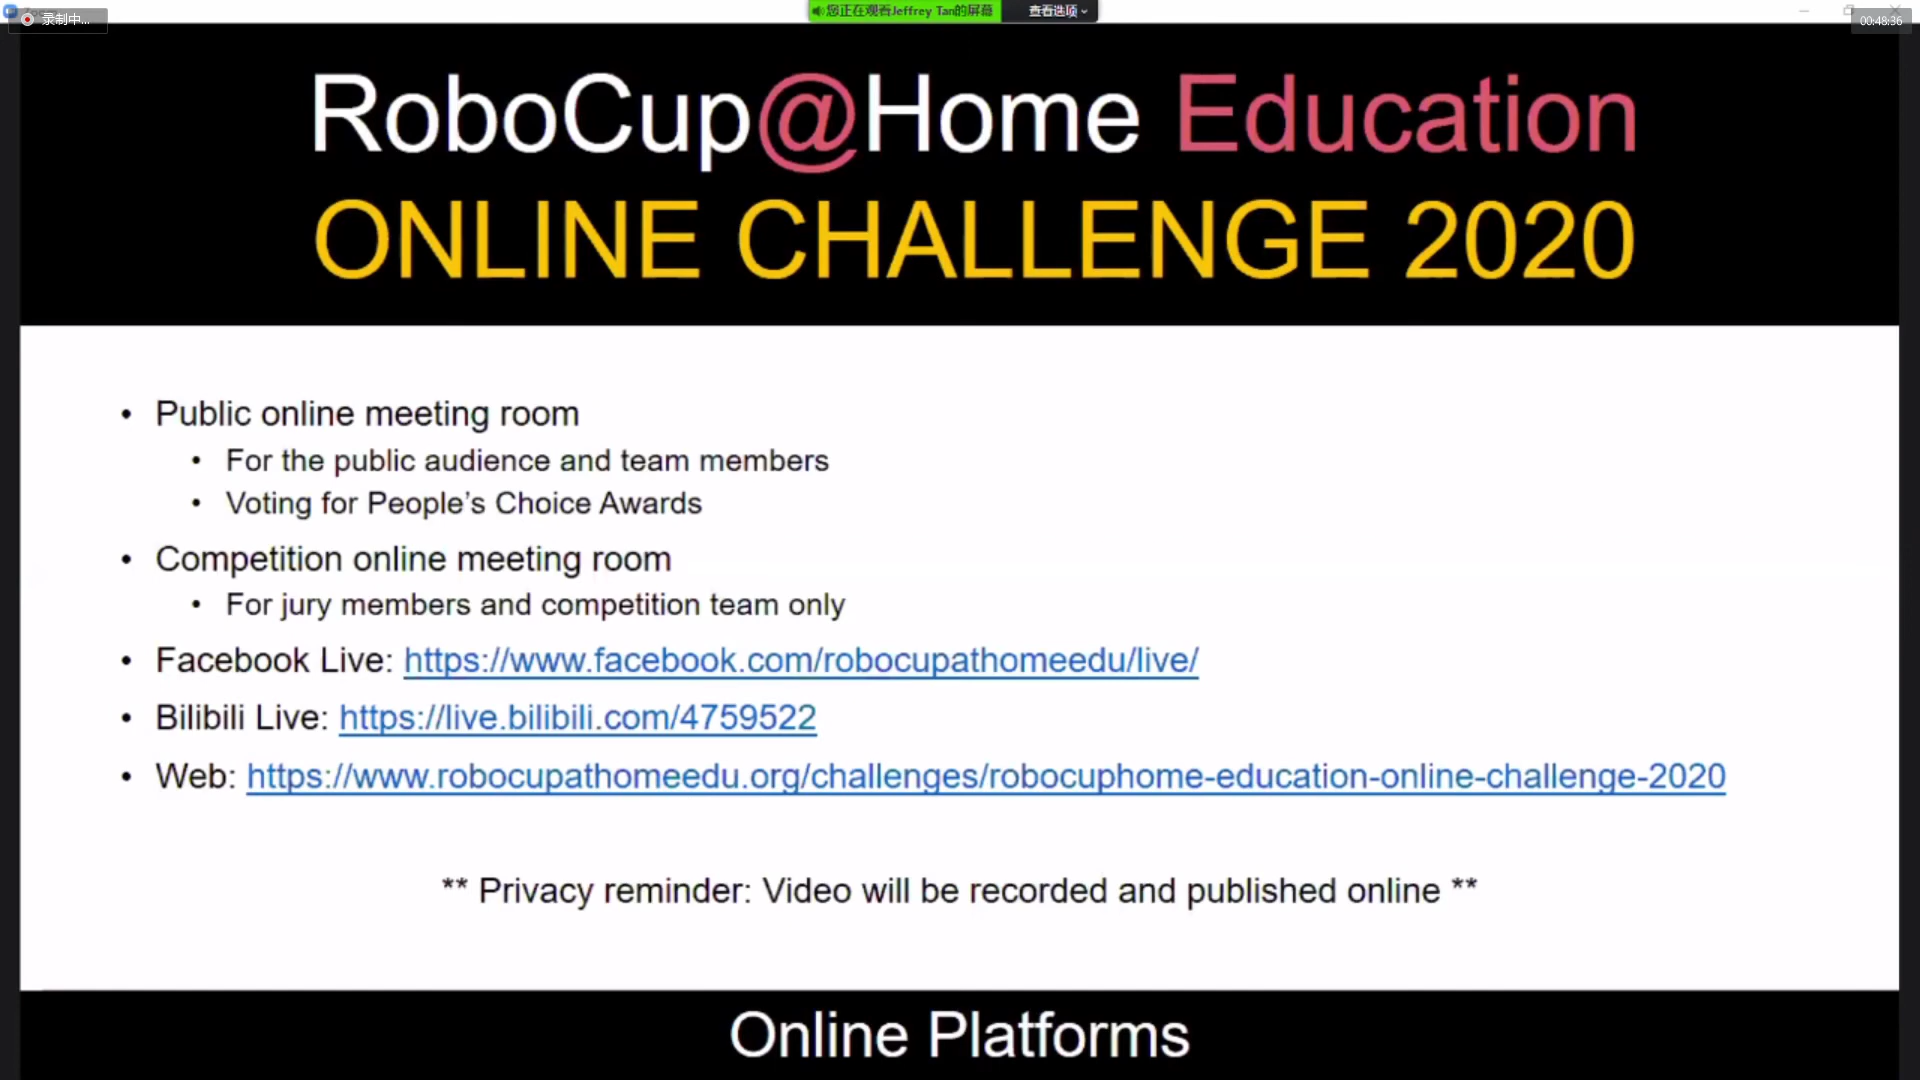 录制中...
您正在观看Jeffrey Tan的屏幕
查看选项
00:48:36
RoboCup@Home Education
ONLINE CHALLENGE 2020
• Public online meeting room
• For the public audience and team members
• Voting for People’s Choice Awards
• Competition online meeting room
• For jury members and competition team only
• Facebook Live: https://www.facebook.com/robocupathomeedu/live/
• Bilibili Live: https://live.bilibili.com/4759522
• Web: https://www.robocupathomeedu.org/challenges/robocuphome-education-online-challenge-2020
** Privacy reminder: Video will be recorded and published online **
Online Platforms